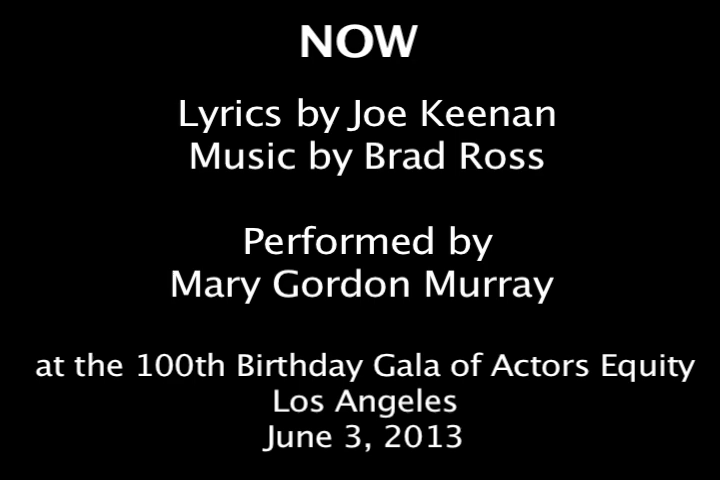 NOW
Lyrics by Joe Keenan
Music by Brad Ross
Performed by
Mary Gordon Murray
at the 100th Birthday Gala of Actors Equity
Los Angeles
June 3, 2013